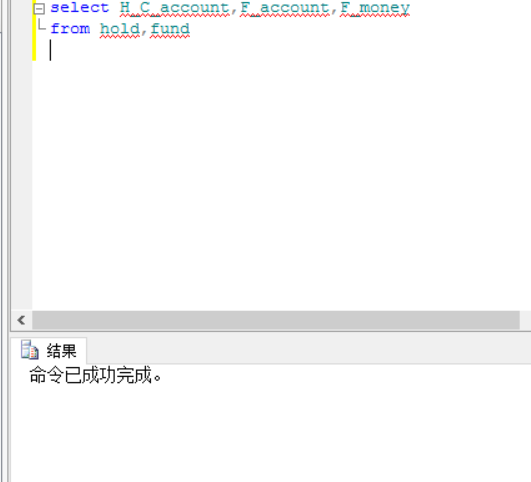 select H_C_account,F_account,F_money
from hold,fund
结果
命令已成功完成。